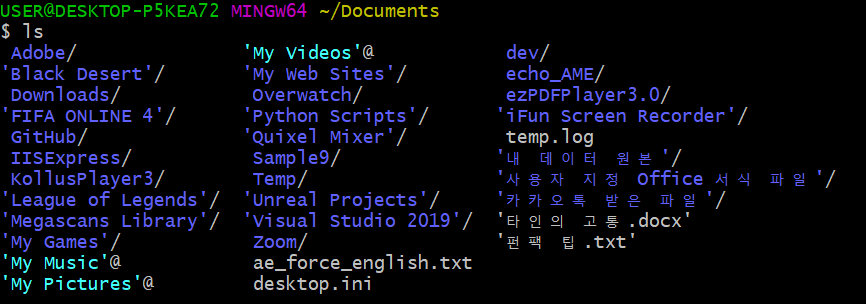 USER@DESKTOP-P5KEA72 MINGW64 ~/Documents
$ ls
 Adobe/ 'My Videos'@ dev/
'Black Desert'/ 'My Web Sites'/ echo_AME/
 Downloads/ Overwatch/ ezPDFPlayer3.0/
'FIFA ONLINE 4'/ 'Python Scripts'/ 'iFun Screen Recorder'/
 GitHub/ 'Quixel Mixer'/ temp.log
 IISExpress/ Sample9/ '내 데이터 원본'/
 KollusPlayer3/ Temp/ '사용자 지정 Office 서식 파일'/
'League of Legends'/ 'Unreal Projects'/ '카카오톡 받은 파일'/
'Megascans Library'/ 'Visual Studio 2019'/ '타인의 고통.docx'
'My Games'/ Zoom/ '펀팩 팁.txt'
'My Music'@ ae_force_english.txt
'My Pictures'@ desktop.ini